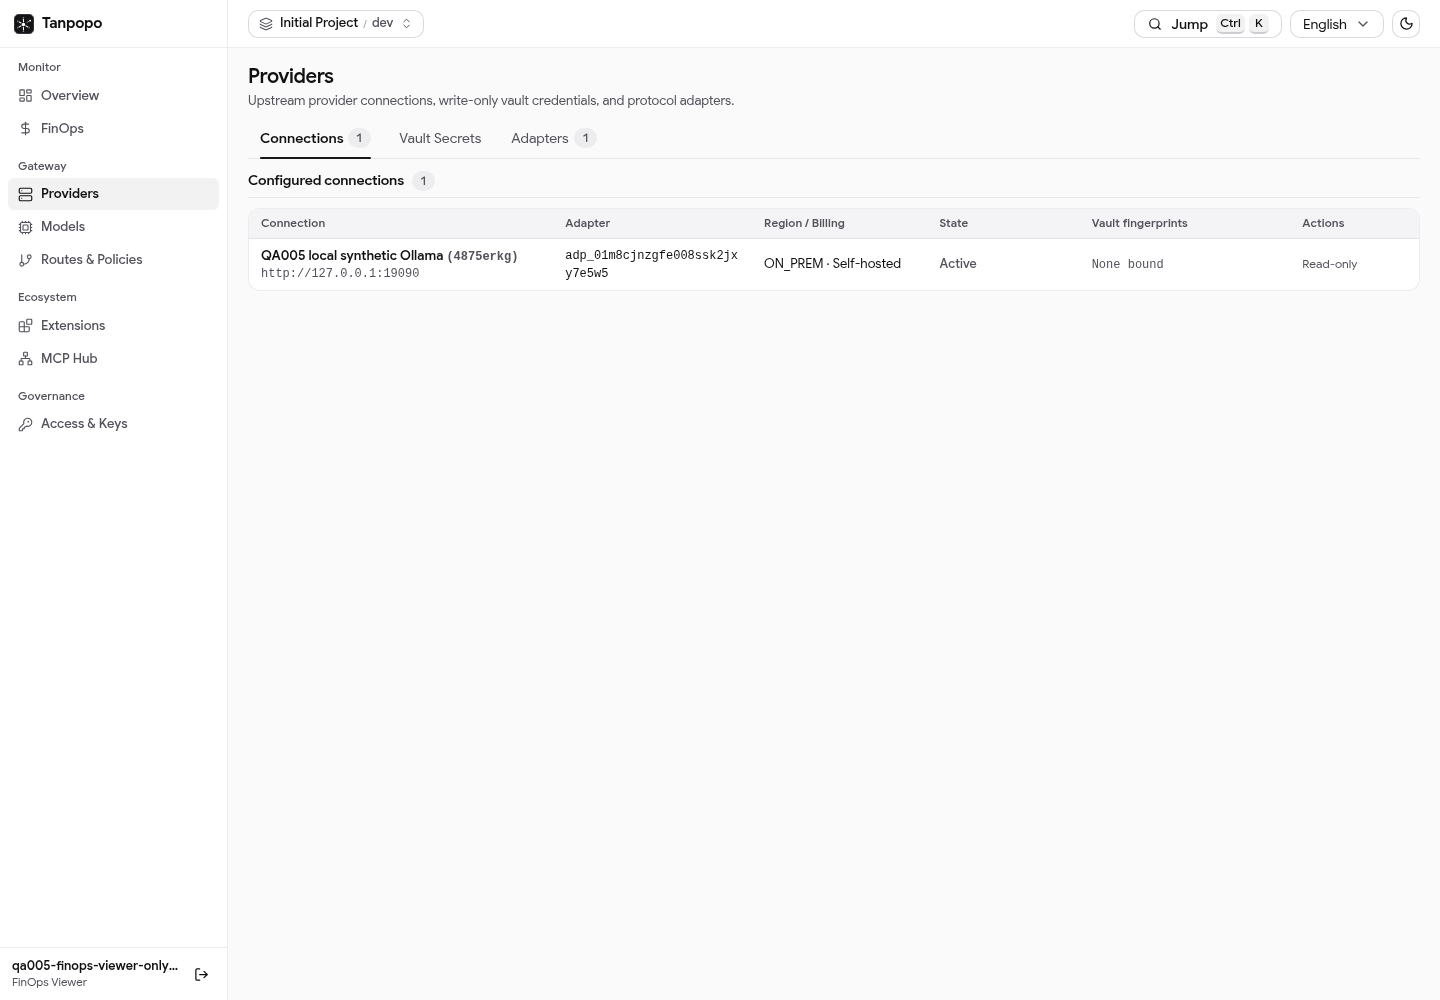 Tanpopo
Initial Project / dev
Jump Ctrl K
English
Monitor
Overview
FinOps
Gateway
Providers
Models
Routes & Policies
Ecosystem
Extensions
MCP Hub
Governance
Access & Keys
qa005-finops-viewer-only...
FinOps Viewer
Providers
Upstream provider connections, write-only vault credentials, and protocol adapters.
Connections 1 Vault Secrets Adapters 1
Configured connections 1
Connection Adapter Region / Billing State Vault fingerprints Actions
QA005 local synthetic Ollama (4875erkg)
http://127.0.0.1:19090
adp_01m8cjnzgfe008ssk2jx
y7e5w5
ON_PREM · Self-hosted
Active
None bound
Read-only